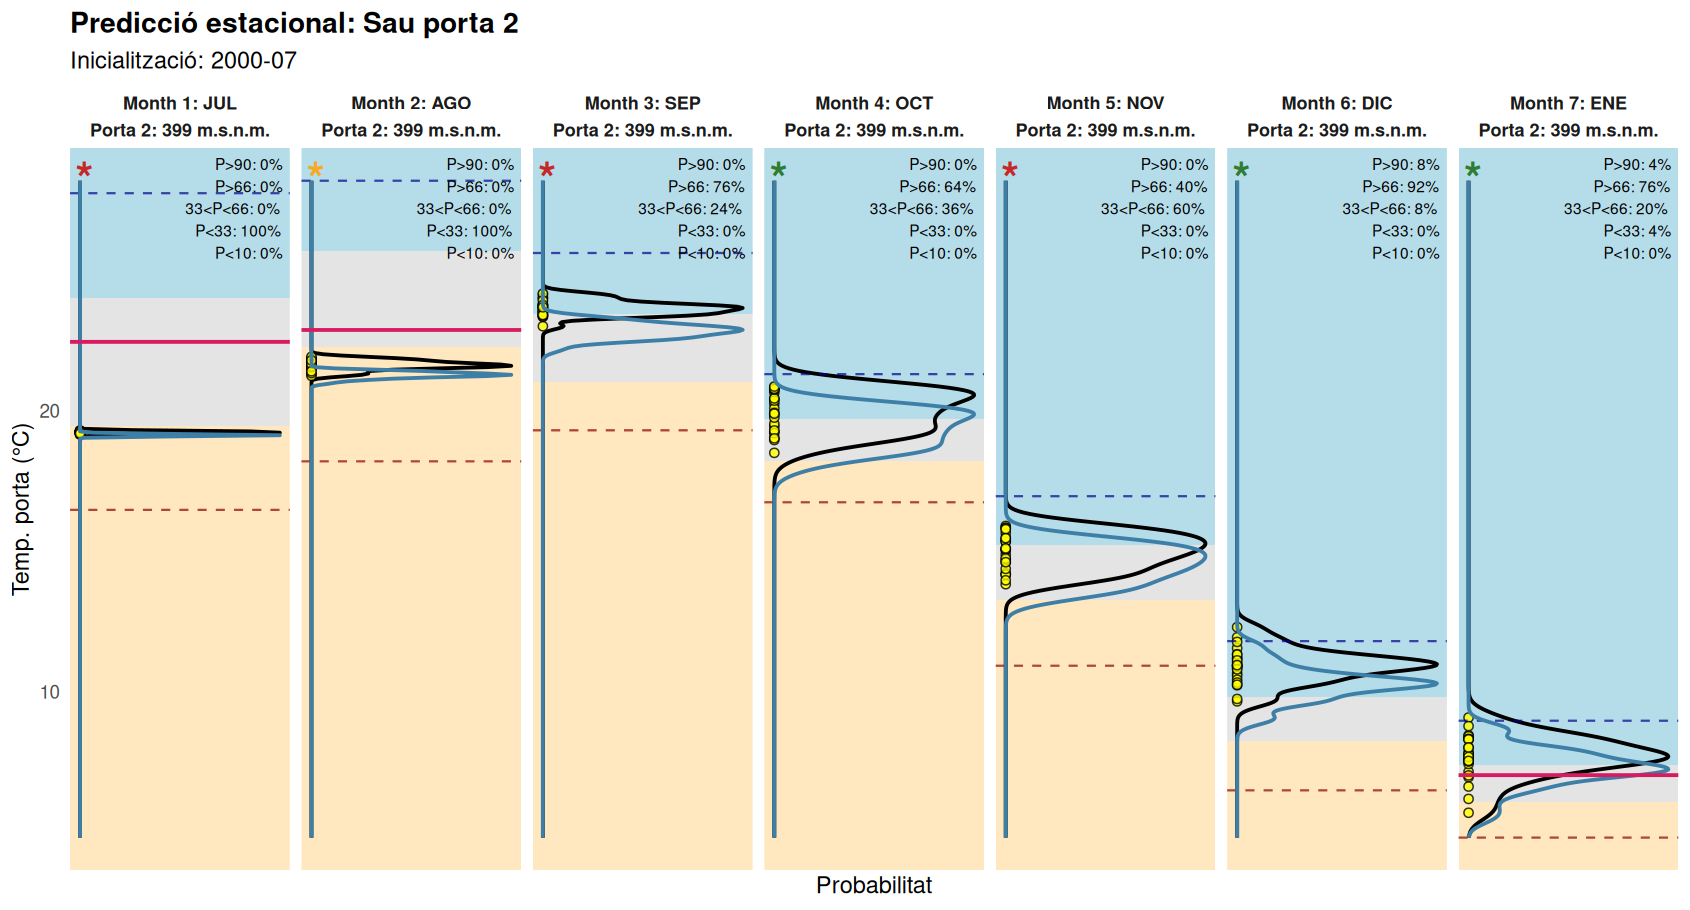 Predicció estacional: Sau porta 2
Inicialització: 2000-07
Month 1: JUL
Porta 2: 399 m.s.n.m.
Month 2: AGO
Porta 2: 399 m.s.n.m.
Month 3: SEP
Porta 2: 399 m.s.n.m.
Month 4: OCT
Porta 2: 399 m.s.n.m.
Month 5: NOV
Porta 2: 399 m.s.n.m.
Month 6: DIC
Porta 2: 399 m.s.n.m.
Month 7: ENE
Porta 2: 399 m.s.n.m.
*
P>90: 0%
P>66: 0%
33<P<66: 0%
P<33: 100%
P<10: 0%
*
P>90: 0%
P>66: 0%
33<P<66: 0%
P<33: 100%
P<10: 0%
*
P>90: 0%
P>66: 76%
33<P<66: 24%
P<33: 0%
P<10: 0%
*
P>90: 0%
P>66: 64%
33<P<66: 36%
P<33: 0%
P<10: 0%
*
P>90: 0%
P>66: 40%
33<P<66: 60%
P<33: 0%
P<10: 0%
*
P>90: 8%
P>66: 92%
33<P<66: 8%
P<33: 0%
P<10: 0%
*
P>90: 4%
P>66: 76%
33<P<66: 20%
P<33: 4%
P<10: 0%
20
10
Temp. porta (°C)
Probabilitat